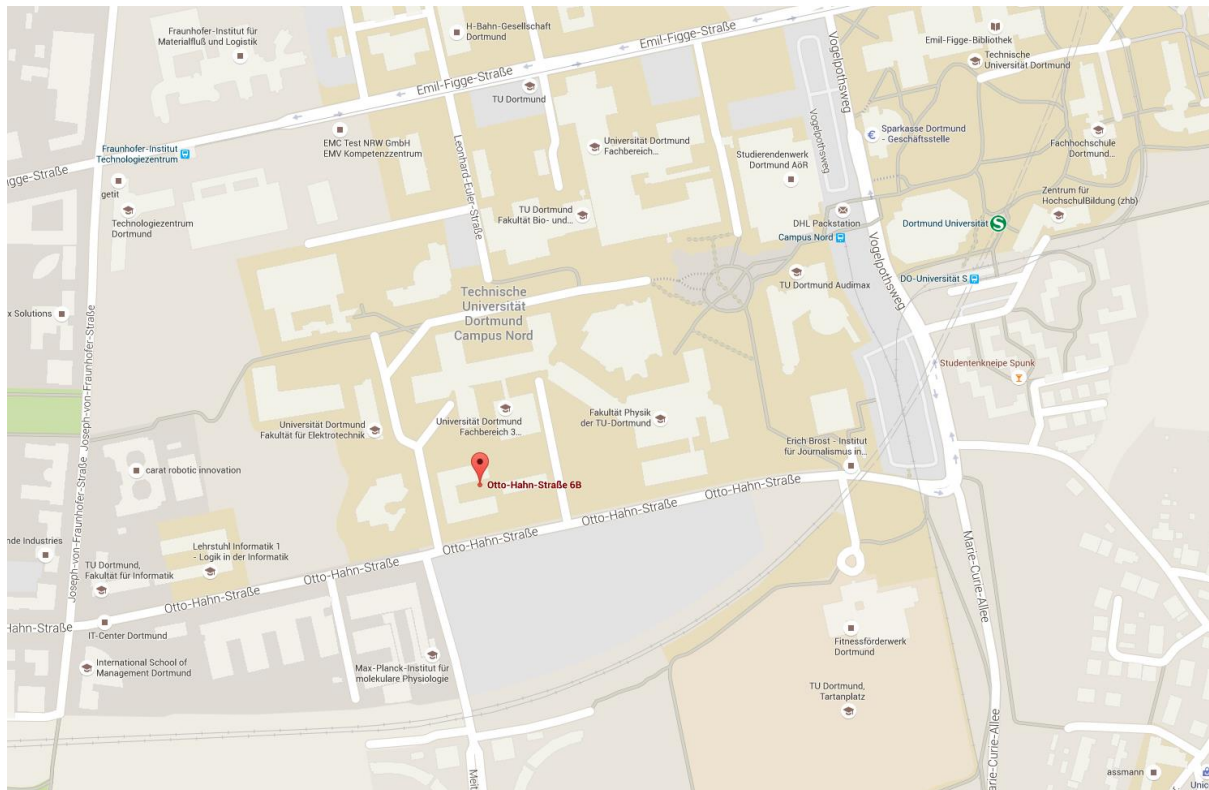 Fraunhofer-Institut für
Materialfluß und Logistik
H-Bahn-Gesellschaft
Dortmund
Emil-Figge-Straße
Emil-Figge-Straße
igge-Straße
TU Dortmund
Vogelpothsweg
Vogelpothsweg
Vogelpothsweg
Emil-Figge-Bibliothek
Technische
Universität Dortmund
Fraunhofer-Institut
Technologiezentrum
EMC Test NRW GmbH
EMV Kompetenzzentrum
Leonhard-Euler-Straße
Universität Dortmund
Fachbereich...
Studierendenwerk
Dortmund AöR
Sparkasse Dortmund
- Geschäftsstelle
Fachhochschule
Dortmund...
getit
Technologiezentrum
Dortmund
TU Dortmund
Fakultät Bio- und...
DHL Packstation
Campus Nord
Dortmund Universität
S
Zentrum für
HochschulBildung (zhb)
TU Dortmund Audimax
DO-Universität S
Technische
Universität
Dortmund
Campus Nord
x Solutions
Joseph-von-Fraunhofer-Straße
Joseph-von-Fraunhofer-Straße
Studentenkneipe Spunk
Universität Dortmund
Fakultät für Elektrotechnik
Universität Dortmund
Fachbereich 3...
Fakultät Physik
der TU-Dortmund
Erich Brost - Institut
für Journalismus in...
carat robotic innovation
Otto-Hahn-Straße 6B
Otto-Hahn-Straße
Otto-Hahn-Straße
Otto-Hahn-Straße
Otto-Hahn-Straße
Otto-Hahn-Straße
Hahn-Straße
nde Industries
Lehrstuhl Informatik 1
- Logik in der Informatik
TU Dortmund,
Fakultät für Informatik
IT-Center Dortmund
International School of
Management Dortmund
Max-Planck-Institut für
molekulare Physiologie
Marie-Curie-Allee
Marie-Curie-Allee
Marie-Curie-Allee
Fitnessförderwerk
Dortmund
TU Dortmund,
Tartanplatz
Meit
assmann
Unic